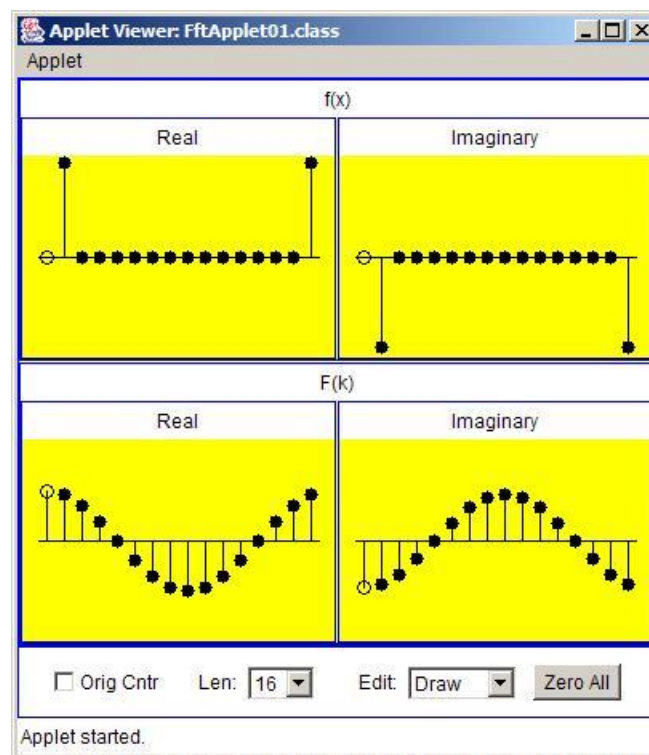 Applet Viewer: FftApplet01.class
Applet
f(x)
Real Imaginary
F(k)
Real Imaginary
Orig Cntr Len: 16 Edit: Draw Zero All
Applet started.